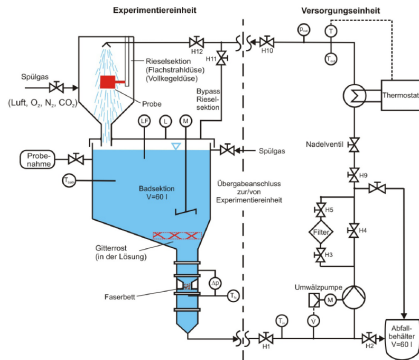 Experimentiereinheit
Versorgungseinheit
Rieselsektion
(Flachstrahldüse)
(Vollkegeldüse)
Probe
Spülgas
(Luft, O₂, N₂, CO₂)
H12
H11
H10
Bypass
Riesel-
sektion
T
Thermostat
LF
L
M
Spülgas
Probe-
nahme
Nadelventil
Badsektion
V=60 l
Übergabeanschluss
zur/von
Experimentiereinheit
H9
H5
Filter
H4
H3
Gitterrost
(in der Lösung)
Δp
Faserbett
Umwälzpumpe
M
V
H1
H2
Abfall-
behälter
V=60 l